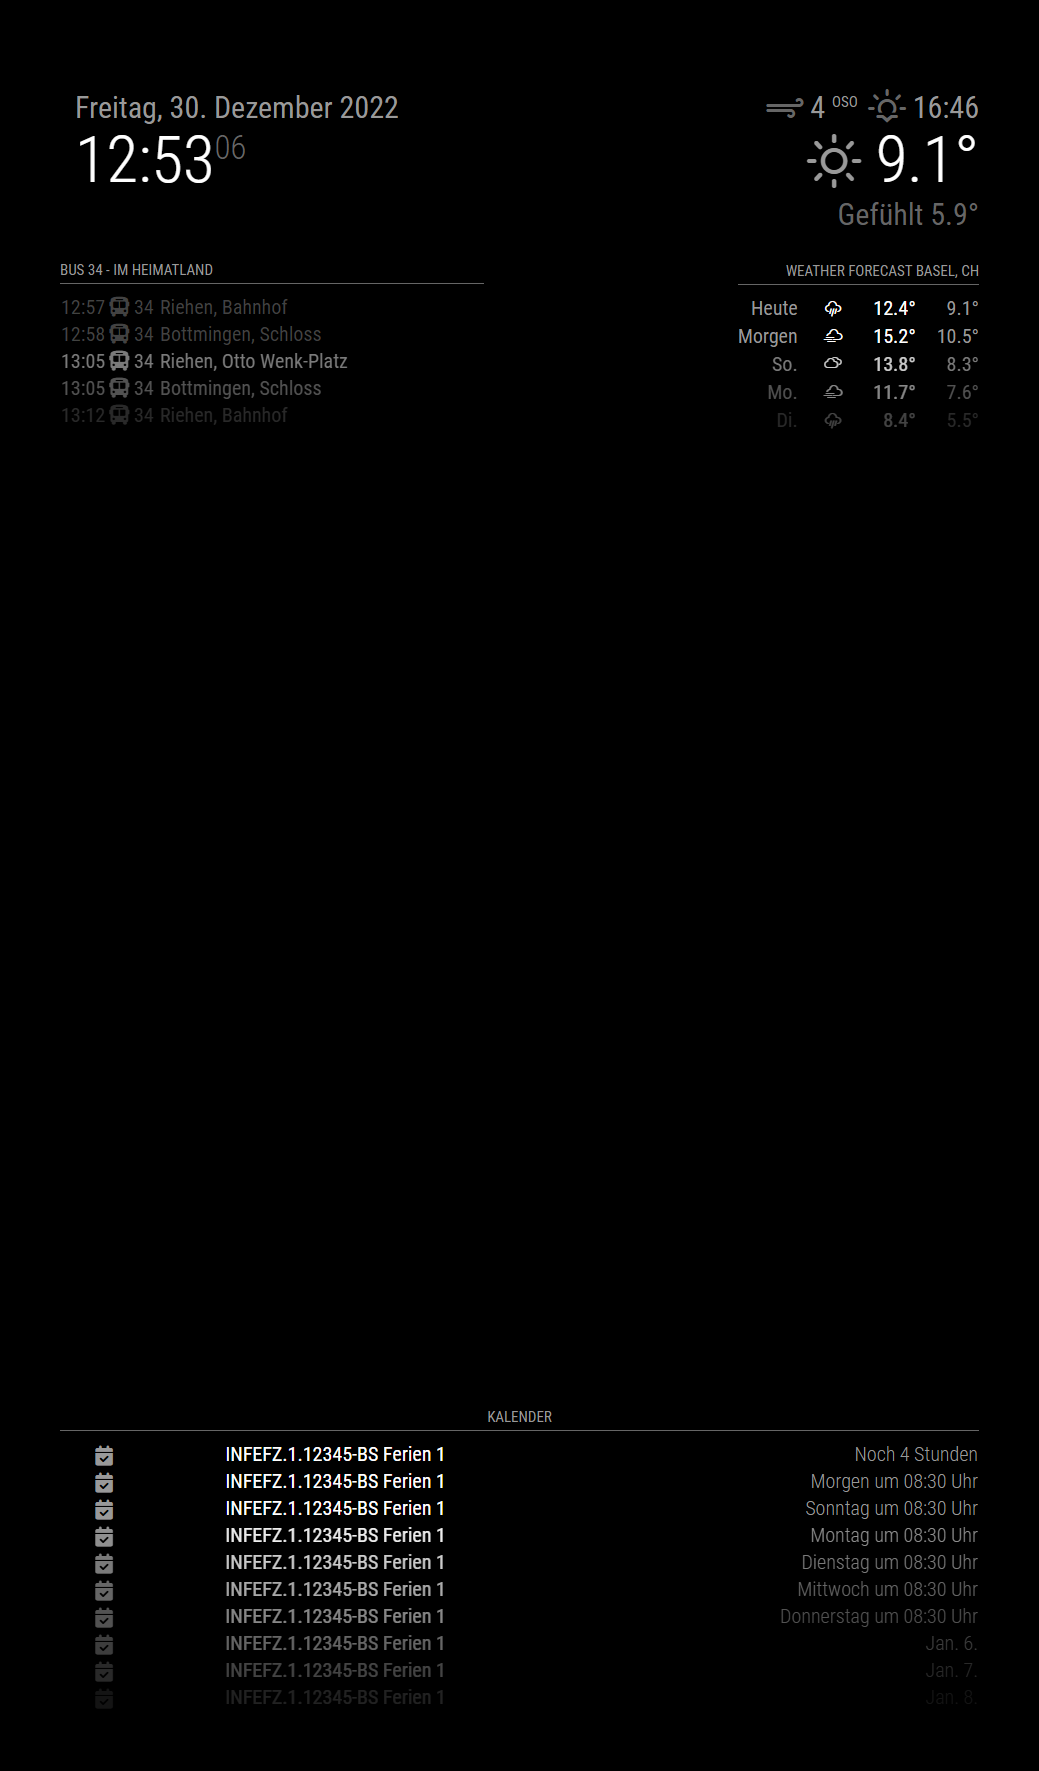 Freitag, 30. Dezember 2022
12:53 06
4 OSO 16:46
9.1°
Gefühlt 5.9°
BUS 34 - IM HEIMATLAND
12:57 34 Riehen, Bahnhof
12:58 34 Bottmingen, Schloss
13:05 34 Riehen, Otto Wenk-Platz
13:05 34 Bottmingen, Schloss
13:12 34 Riehen, Bahnhof
WEATHER FORECAST BASEL, CH
Heute 12.4° 9.1°
Morgen 15.2° 10.5°
So. 13.8° 8.3°
Mo. 11.7° 7.6°
Di. 8.4° 5.5°
KALENDER
INFEFZ.1.12345-BS Ferien 1 Noch 4 Stunden
INFEFZ.1.12345-BS Ferien 1 Morgen um 08:30 Uhr
INFEFZ.1.12345-BS Ferien 1 Sonntag um 08:30 Uhr
INFEFZ.1.12345-BS Ferien 1 Montag um 08:30 Uhr
INFEFZ.1.12345-BS Ferien 1 Dienstag um 08:30 Uhr
INFEFZ.1.12345-BS Ferien 1 Mittwoch um 08:30 Uhr
INFEFZ.1.12345-BS Ferien 1 Donnerstag um 08:30 Uhr
INFEFZ.1.12345-BS Ferien 1 Jan. 6.
INFEFZ.1.12345-BS Ferien 1 Jan. 7.
INFEFZ.1.12345-BS Ferien 1 Jan. 8.